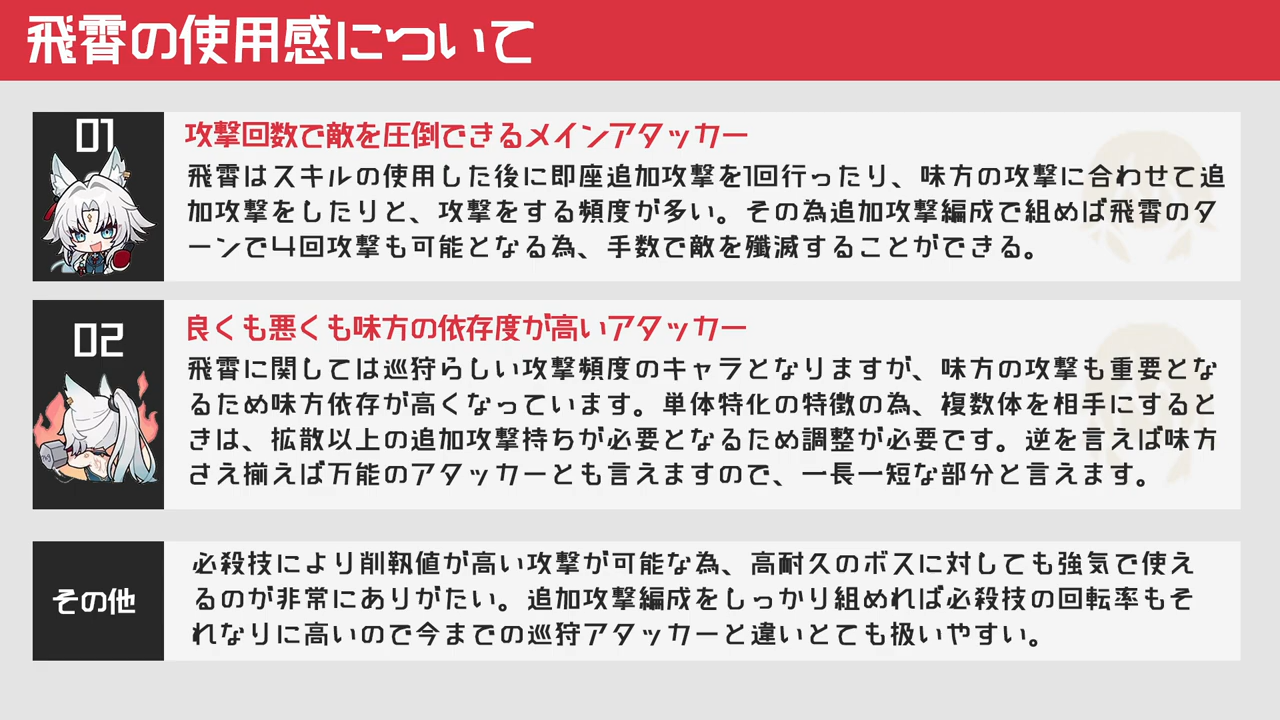 飛霄の使用感について
01
攻撃回数で敵を圧倒できるメインアタッカー
飛霄はスキルの使用した後に即座追加攻撃を1回行ったり、味方の攻撃に合わせて追
加攻撃をしたりと、攻撃をする頻度が多い。その為追加攻撃編成で組めば飛霄のタ
ーンで4回攻撃も可能となる為、手数で敵を殲滅することができる。
02
良くも悪くも味方の依存度が高いアタッカー
飛霄に関しては巡狩らしい攻撃頻度のキャラとなりますが、味方の攻撃も重要とな
るため味方依存が高くなっています。単体特化の特徴の為、複数体を相手にすると
きは、拡散以上の追加攻撃持ちが必要となるため調整が必要です。逆を言えば味方
さえ揃えば万能のアタッカーとも言えますので、一長一短な部分と言えます。
その他
必殺技により削靱値が高い攻撃が可能な為、高耐久のボスに対しても強気で使え
るのが非常にありがたい。追加攻撃編成をしっかり組めれば必殺技の回転率もそ
れなりに高いので今までの巡狩アタッカーと違いとても扱いやすい。